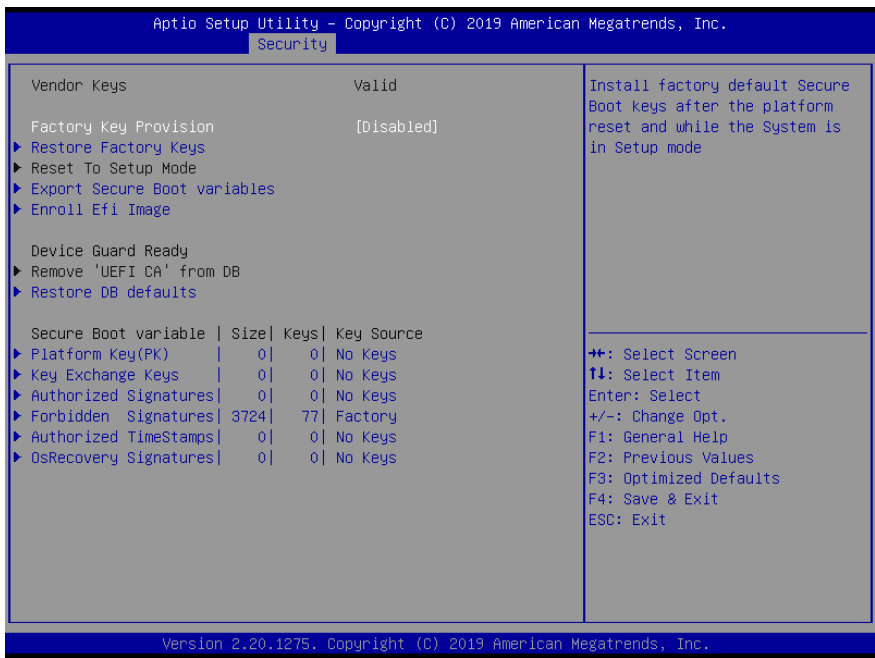 Aptio Setup Utility – Copyright (C) 2019 American Megatrends, Inc.
Security
Vendor Keys Valid
Factory Key Provision [Disabled]
Restore Factory Keys
Reset To Setup Mode
Export Secure Boot variables
Enroll Efi Image
Device Guard Ready
Remove 'UEFI CA' from DB
Restore DB defaults
Secure Boot variable | Size| Keys| Key Source
Platform Key(PK) | 0| 0| No Keys
Key Exchange Keys | 0| 0| No Keys
Authorized Signatures| 0| 0| No Keys
Forbidden Signatures| 3724| 77| Factory
Authorized TimeStamps| 0| 0| No Keys
OsRecovery Signatures| 0| 0| No Keys
Install factory default Secure
Boot keys after the platform
reset and while the System is
in Setup mode
→←: Select Screen
↑↓: Select Item
Enter: Select
+/-: Change Opt.
F1: General Help
F2: Previous Values
F3: Optimized Defaults
F4: Save & Exit
ESC: Exit
Version 2.20.1275. Copyright (C) 2019 American Megatrends, Inc.